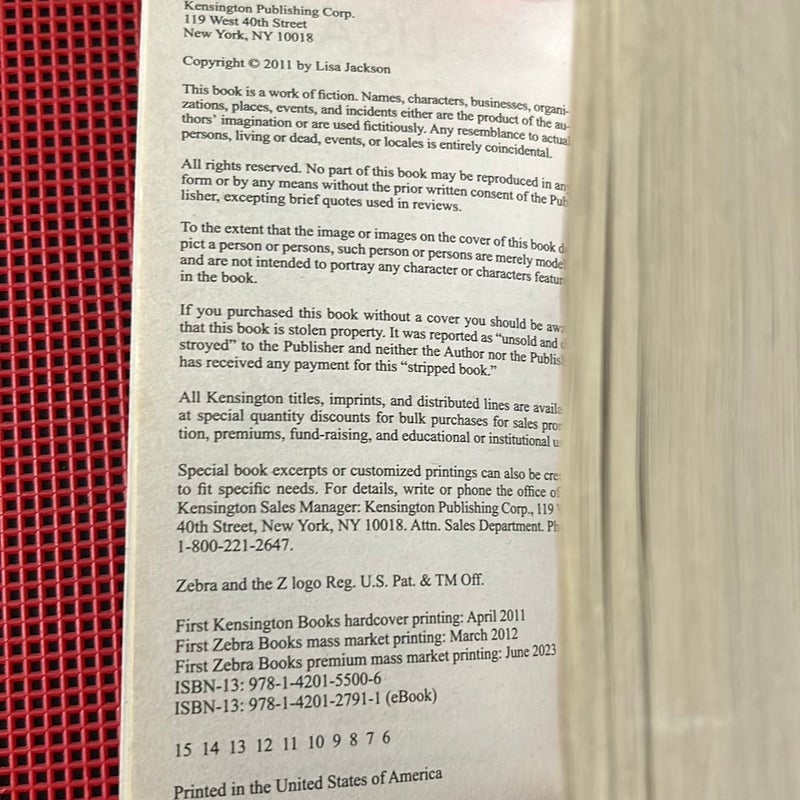 Kensington Publishing Corp.
119 West 40th Street
New York, NY 10018
Copyright © 2011 by Lisa Jackson
This book is a work of fiction. Names, characters, businesses, organi-
zations, places, events, and incidents either are the product of the au-
thors' imagination or are used fictitiously. Any resemblance to actual
persons, living or dead, events, or locales is entirely coincidental.
All rights reserved. No part of this book may be reproduced in
form or by any means without the prior written consent of the Pub
lisher, excepting brief quotes used in reviews.
To the extent that the image or images on the cover of this book
pict a person or persons, such person or persons are merely
and are not intended to portray any character or characters
in the book.
If you purchased this book without a cover you should be
that this book is stolen property. It was reported as "unsold and
stroyed" to the Publisher and neither the Author nor the
has received any payment for this "stripped book."
All Kensington titles, imprints, and distributed lines are
at special quantity discounts for bulk purchases for sales
tion, premiums, fund-raising, and educational or institutional
Special book excerpts or customized printings can also be
to fit specific needs. For details, write or phone the office of
Kensington Sales Manager: Kensington Publishing Corp., 119
40th Street, New York, NY 10018. Attn. Sales Department.
1-800-221-2647.
Zebra and the Z logo Reg. U.S. Pat. & TM Off.
First Kensington Books hardcover printing: April 2011
First Zebra Books mass market printing: March 2012
First Zebra Books premium mass market printing: June 2023
ISBN-13: 978-1-4201-5500-6
ISBN-13: 978-1-4201-2791-1 (eBook)
15 14 13 12 11 10 9 8 7 6
Printed in the United States of America